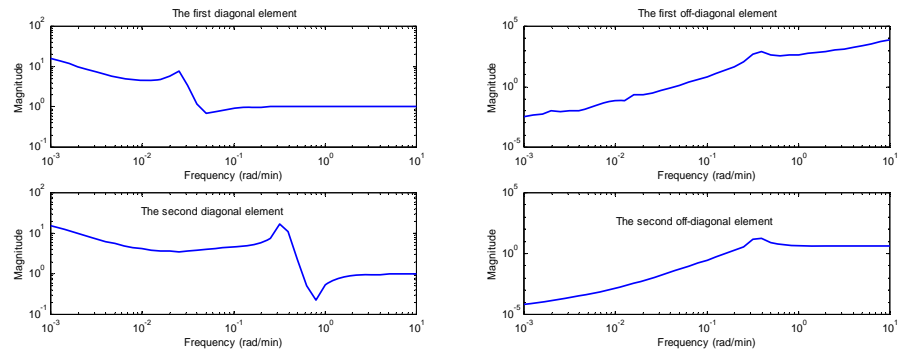 The first diagonal element
10^2
10^1
10^0
10^-1
Magnitude
10^-3 10^-2 10^-1 10^0 10^1
Frequency (rad/min)
The first off-diagonal element
10^5
10^0
10^-5
Magnitude
10^-3 10^-2 10^-1 10^0 10^1
Frequency (rad/min)
The second diagonal element
10^2
10^1
10^0
10^-1
Magnitude
10^-3 10^-2 10^-1 10^0 10^1
Frequency (rad/min)
The second off-diagonal element
10^5
10^0
10^-5
Magnitude
10^-3 10^-2 10^-1 10^0 10^1
Frequency (rad/min)